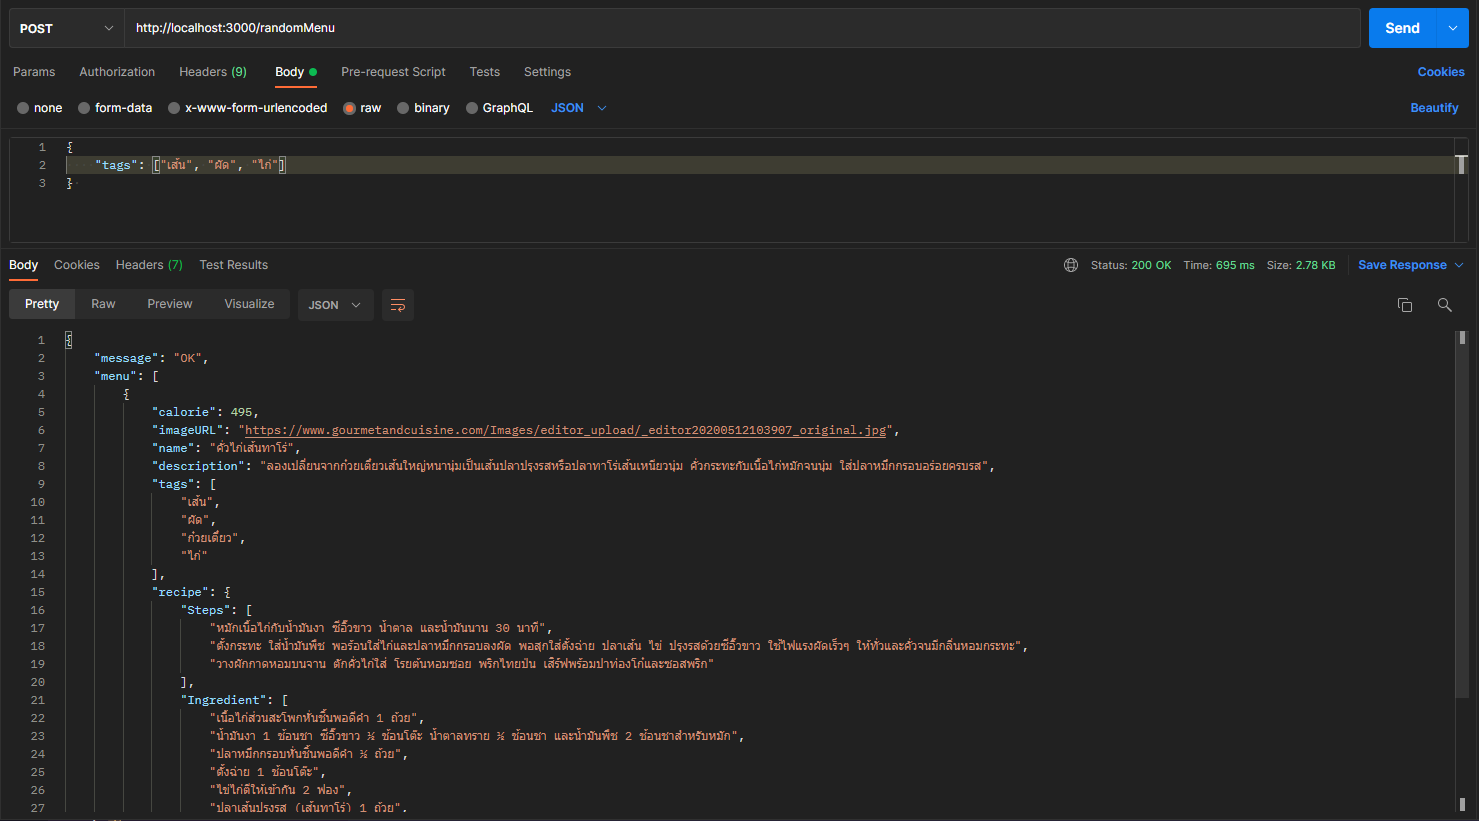 POST http://localhost:3000/randomMenu Send
Params Authorization Headers (9) Body Pre-request Script Tests Settings Cookies
none form-data x-www-form-urlencoded raw binary GraphQL JSON Beautify
1 {
2 "tags": ["เส้น", "ผัด", "ไก่"]
3 }
Body Cookies Headers (7) Test Results Status: 200 OK Time: 695 ms Size: 2.78 KB Save Response
Pretty Raw Preview Visualize JSON
1 {
2 "message": "OK",
3 "menu": [
4 {
5 "calorie": 495,
6 "imageURL": "https://www.gourmetandcuisine.com/Images/editor_upload/_editor20200512103907_original.jpg",
7 "name": "คั่วไก่เส้นทาโร่",
8 "description": "ลองเปลี่ยนจากก๋วยเตี๋ยวเส้นใหญ่หนานุ่มเป็นเส้นปลาปรุงรสหรือปลาทาโร่เส้นเหนียวนุ่ม คั่วกระทะกับเนื้อไก่หมักจนนุ่ม ใส่ปลาหมึกกรอบอร่อยครบรส",
9 "tags": [
10 "เส้น",
11 "ผัด",
12 "ก๋วยเตี๋ยว",
13 "ไก่"
14 ],
15 "recipe": {
16 "Steps": [
17 "หมักเนื้อไก่กับน้ำมันงา ซีอิ๊วขาว น้ำตาล และน้ำมันนาน 30 นาที",
18 "ตั้งกระทะ ใส่น้ำมันพืช พอร้อนใส่ไก่และปลาหมึกกรอบลงผัด พอสุกใส่ตั้งฉ่าย ปลาเส้น ไข่ ปรุงรสด้วยซีอิ๊วขาว ใช้ไฟแรงผัดเร็วๆ ให้ทั่วและคั่วจนมีกลิ่นหอมกระทะ",
19 "วางผักกาดหอมบนจาน ตักคั่วไก่ใส่ โรยต้นหอมซอย พริกไทยป่น เสิร์ฟพร้อมปาท่องโก๋และซอสพริก"
20 ],
21 "Ingredient": [
22 "เนื้อไก่ส่วนสะโพกหั่นชิ้นพอดีคำ 1 ถ้วย",
23 "น้ำมันงา 1 ช้อนชา ซีอิ๊วขาว ช้อนโต๊ะ น้ำตาลทราย ช้อนชา และน้ำมันพืช 2 ช้อนชาสำหรับหมัก",
24 "ปลาหมึกกรอบหั่นชิ้นพอดีคำ ถ้วย",
25 "ตั้งฉ่าย 1 ช้อนโต๊ะ",
26 "ไข่ไก่ตีให้เข้ากัน 2 ฟอง",
27 "ปลาเส้นปรุงรส (เส้นทาโร่) 1 ถ้วย",